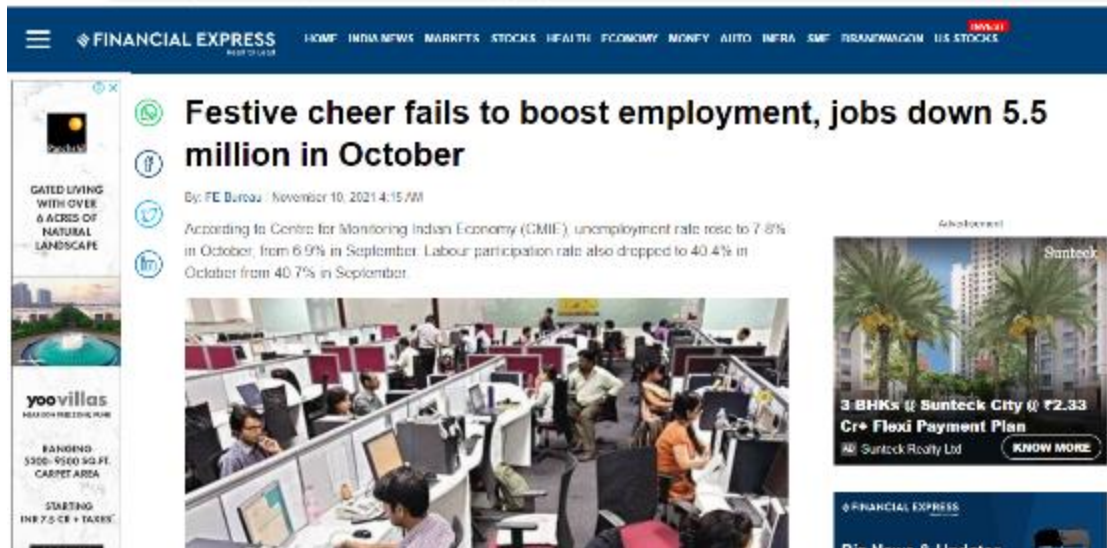 FINANCIAL EXPRESS
Read to Lead
HOME INDIA NEWS MARKETS STOCKS HEALTH ECONOMY MONEY AUTO INFRA SME BRANDWAGON US STOCKS
INVEST
Festive cheer fails to boost employment, jobs down 5.5
million in October
By: FE Bureau | November 10, 2021 4:15 AM
According to Centre for Monitoring Indian Economy (CMIE), unemployment rate rose to 7.8%
in October, from 6.9% in September. Labour participation rate also dropped to 40.4% in
October from 40.7% in September.
GATED LIVING
WITH OVER
6 ACRES OF
NATURAL
LANDSCAPE
yoovillas
RANGING
5300-9500 SQ.FT.
CARPET AREA
STARTING
INR 7.5 CR + TAXES
Advertisement
Sunteck
3 BHKs @ Sunteck City @ ₹2.33
Cr+ Flexi Payment Plan
AD Sunteck Realty Ltd
KNOW MORE
FINANCIAL EXPRESS